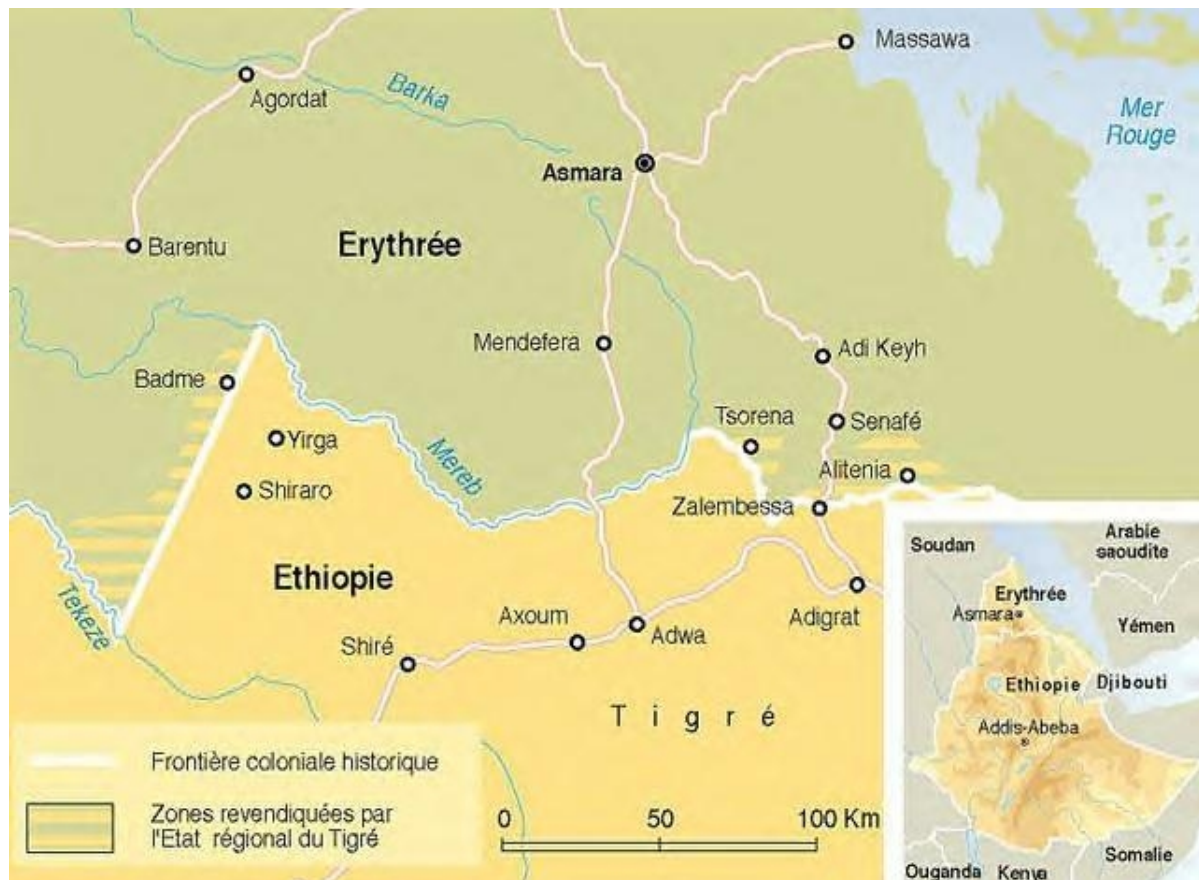 Massawa
Agordat
Barka
Mer
Rouge
Asmara
Barentu
Erythrée
Mendefera
Adi Keyh
Badme
Tsorena
Senafé
Yirga
Mereb
Alitenia
Shiraro
Zalembessa
Ethiopie
Tekeze
Axoum
Adwa
Adigrat
Shiré
Tigré
Frontière coloniale historique
Zones revendiquées par
l'Etat régional du Tigré
0 50 100 Km
Soudan
Arabie
saoudite
Erythrée
Asmara
Yémen
Ethiopie
Djibouti
Addis-Abeba
Somalie
Ouganda
Kenya